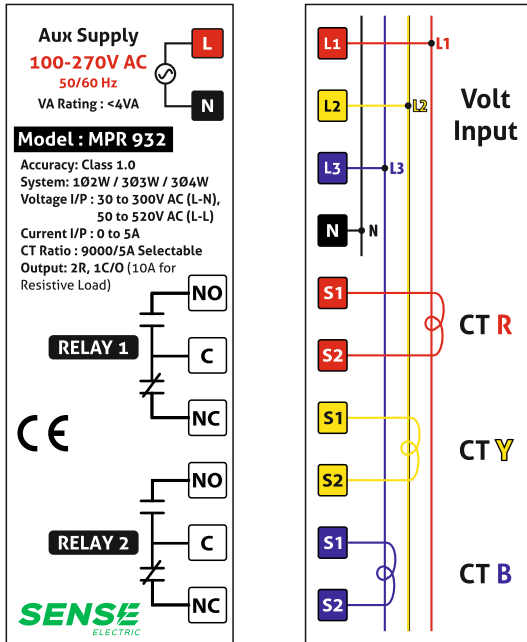 Aux Supply
100-270V AC
50/60 Hz
VA Rating : <4VA
L
N
Model : MPR 932
Accuracy: Class 1.0
System: 1Ø2W / 3Ø3W / 3Ø4W
Voltage I/P : 30 to 300V AC (L-N),
50 to 520V AC (L-L)
Current I/P : 0 to 5A
CT Ratio : 9000/5A Selectable
Output: 2R, 1C/O (10A for
Resistive Load)
NO
RELAY 1
C
NC
CE
NO
RELAY 2
C
NC
SENSE
ELECTRIC
L1
L1
L2
L2
Volt
Input
L3
L3
N
N
S1
CT R
S2
S1
CT Y
S2
S1
CT B
S2